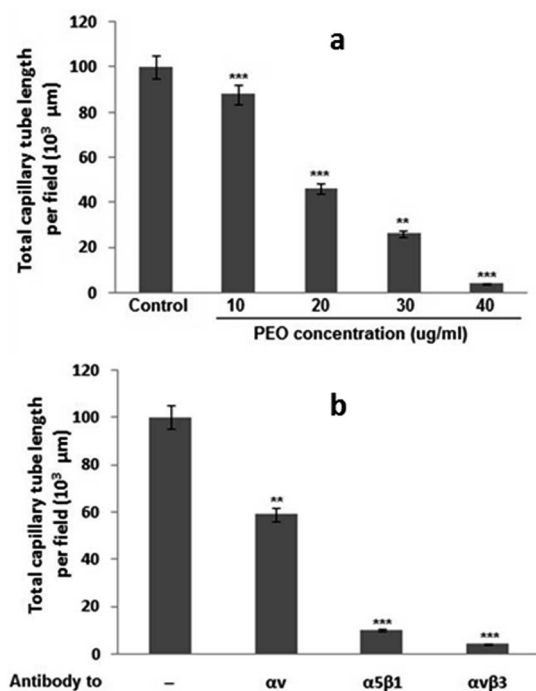 a
Total capillary tube length
per field (10³ μm)
120
100
80
60
40
20
0
***
***
**
***
Control 10 20 30 40
PEO concentration (ug/ml)
b
Total capillary tube length
per field (10³ μm)
120
100
80
60
40
20
0
**
***
***
Antibody to – αv α5β1 αvβ3